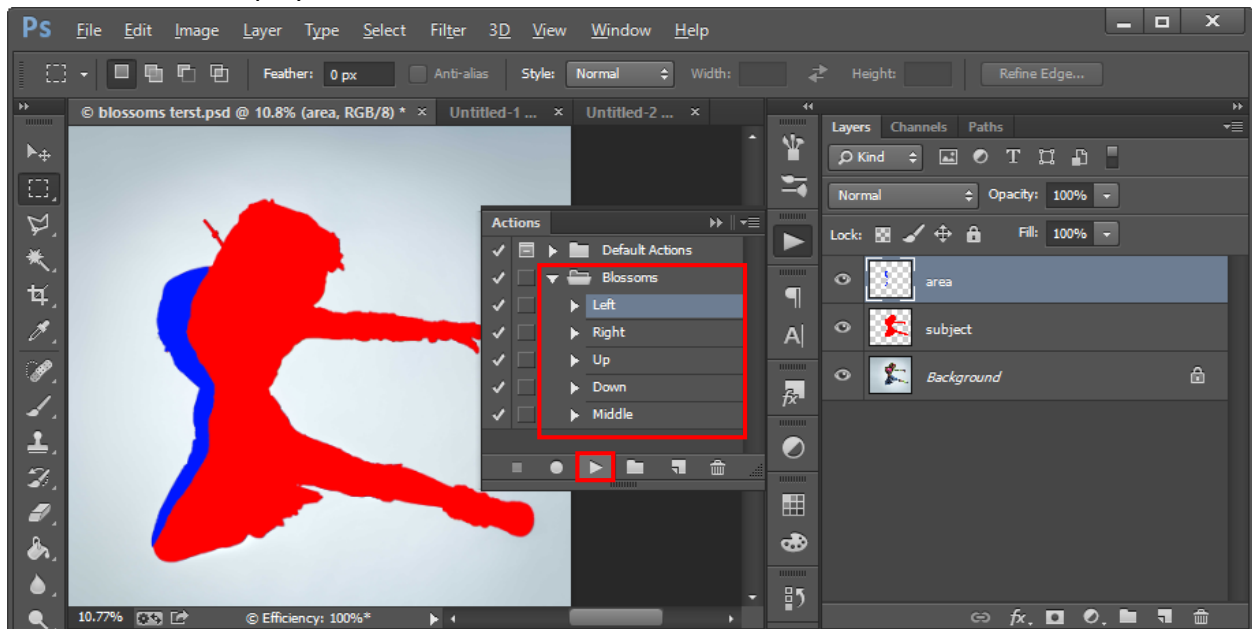 Ps File Edit Image Layer Type Select Filter 3D View Window Help
Feather: 0 px Anti-alias Style: Normal Width: Height: Refine Edge...
© blossoms terst.psd @ 10.8% (area, RGB/8) * × Untitled-1 ... × Untitled-2 ... ×
Layers Channels Paths
Kind
Normal Opacity: 100%
Lock: Fill: 100%
area
subject
Background
Actions
Default Actions
Blossoms
Left
Right
Up
Down
Middle
10.77% © Efficiency: 100%*